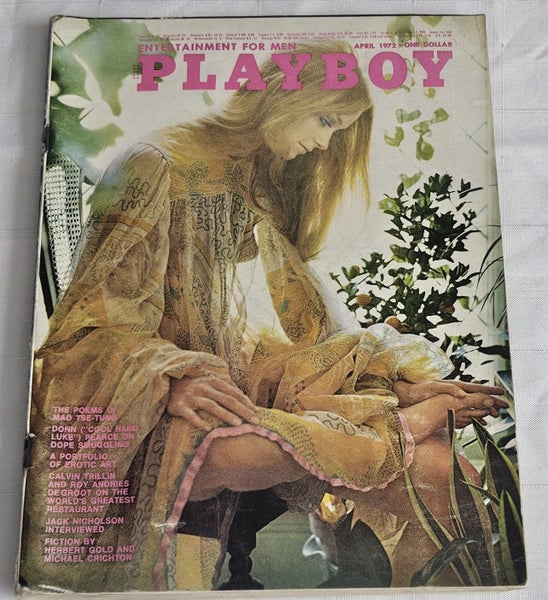 ENTERTAINMENT FOR MEN
APRIL 1972 • ONE DOLLAR
PLAYBOY
THE POEMS OF
MAO TSE-TUNG
DONN ("COOL HAND
LUKE") PEARCE ON
DOPE SMUGGLING
A PORTFOLIO
OF EROTIC ART
CALVIN TRILLIN
AND ROY ANDRIES
DEGROOT ON THE
WORLD'S GREATEST
RESTAURANT
JACK NICHOLSON
INTERVIEWED
FICTION BY
HERBERT GOLD AND
MICHAEL CRICHTON